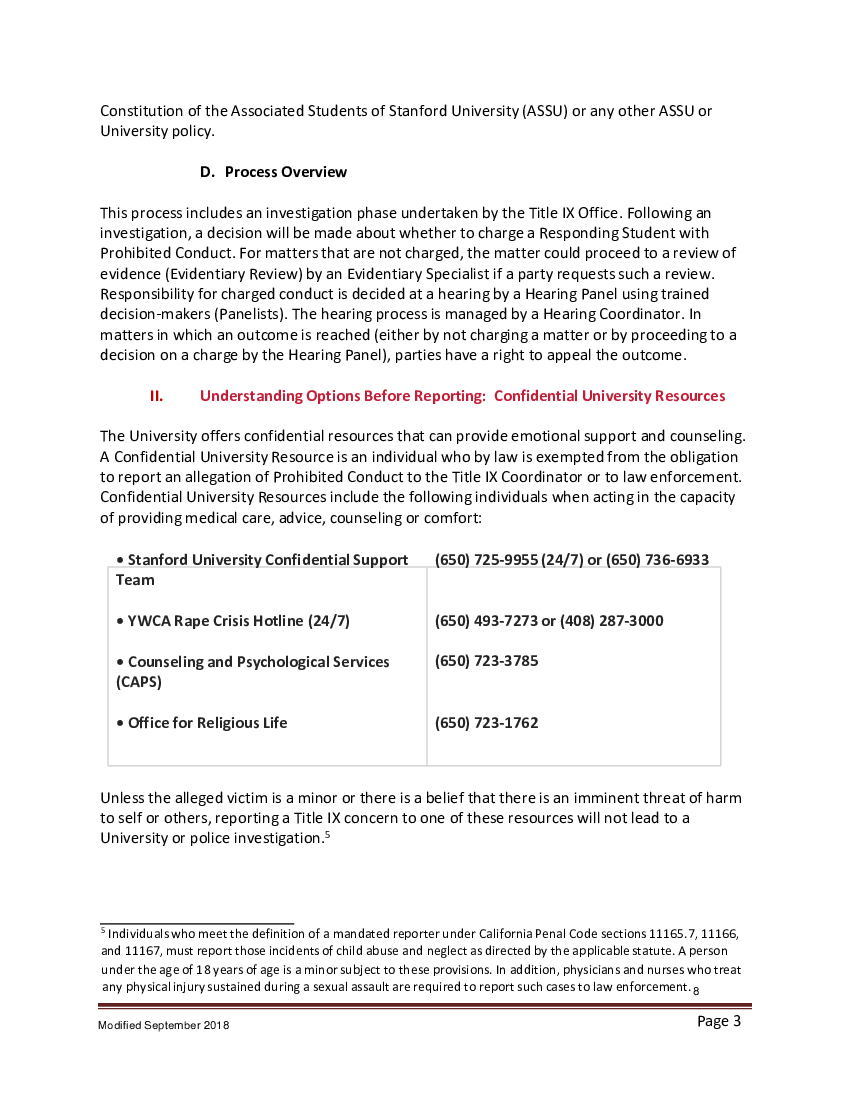 Constitution of the Associated Students of Stanford University (ASSU) or any other ASSU or
University policy.
D. Process Overview
This process includes an investigation phase undertaken by the Title IX Office. Following an
investigation, a decision will be made about whether to charge a Responding Student with
Prohibited Conduct. For matters that are not charged, the matter could proceed to a review of
evidence (Evidentiary Review) by an Evidentiary Specialist if a party requests such a review.
Responsibility for charged conduct is decided at a hearing by a Hearing Panel using trained
decision-makers (Panelists). The hearing process is managed by a Hearing Coordinator. In
matters in which an outcome is reached (either by not charging a matter or by proceeding to a
decision on a charge by the Hearing Panel), parties have a right to appeal the outcome.
II. Understanding Options Before Reporting: Confidential University Resources
The University offers confidential resources that can provide emotional support and counseling.
A Confidential University Resource is an individual who by law is exempted from the obligation
to report an allegation of Prohibited Conduct to the Title IX Coordinator or to law enforcement.
Confidential University Resources include the following individuals when acting in the capacity
of providing medical care, advice, counseling or comfort:
• Stanford University Confidential Support (650) 725-9955 (24/7) or (650) 736-6933
Team
• YWCA Rape Crisis Hotline (24/7) (650) 493-7273 or (408) 287-3000
• Counseling and Psychological Services (650) 723-3785
(CAPS)
• Office for Religious Life (650) 723-1762
Unless the alleged victim is a minor or there is a belief that there is an imminent threat of harm
to self or others, reporting a Title IX concern to one of these resources will not lead to a
University or police investigation.5
5 Individuals who meet the definition of a mandated reporter under California Penal Code sections 11165.7, 11166,
and 11167, must report those incidents of child abuse and neglect as directed by the applicable statute. A person
under the age of 18 years of age is a minor subject to these provisions. In addition, physicians and nurses who treat
any physical injury sustained during a sexual assault are required to report such cases to law enforcement. 8
Modified September 2018 Page 3